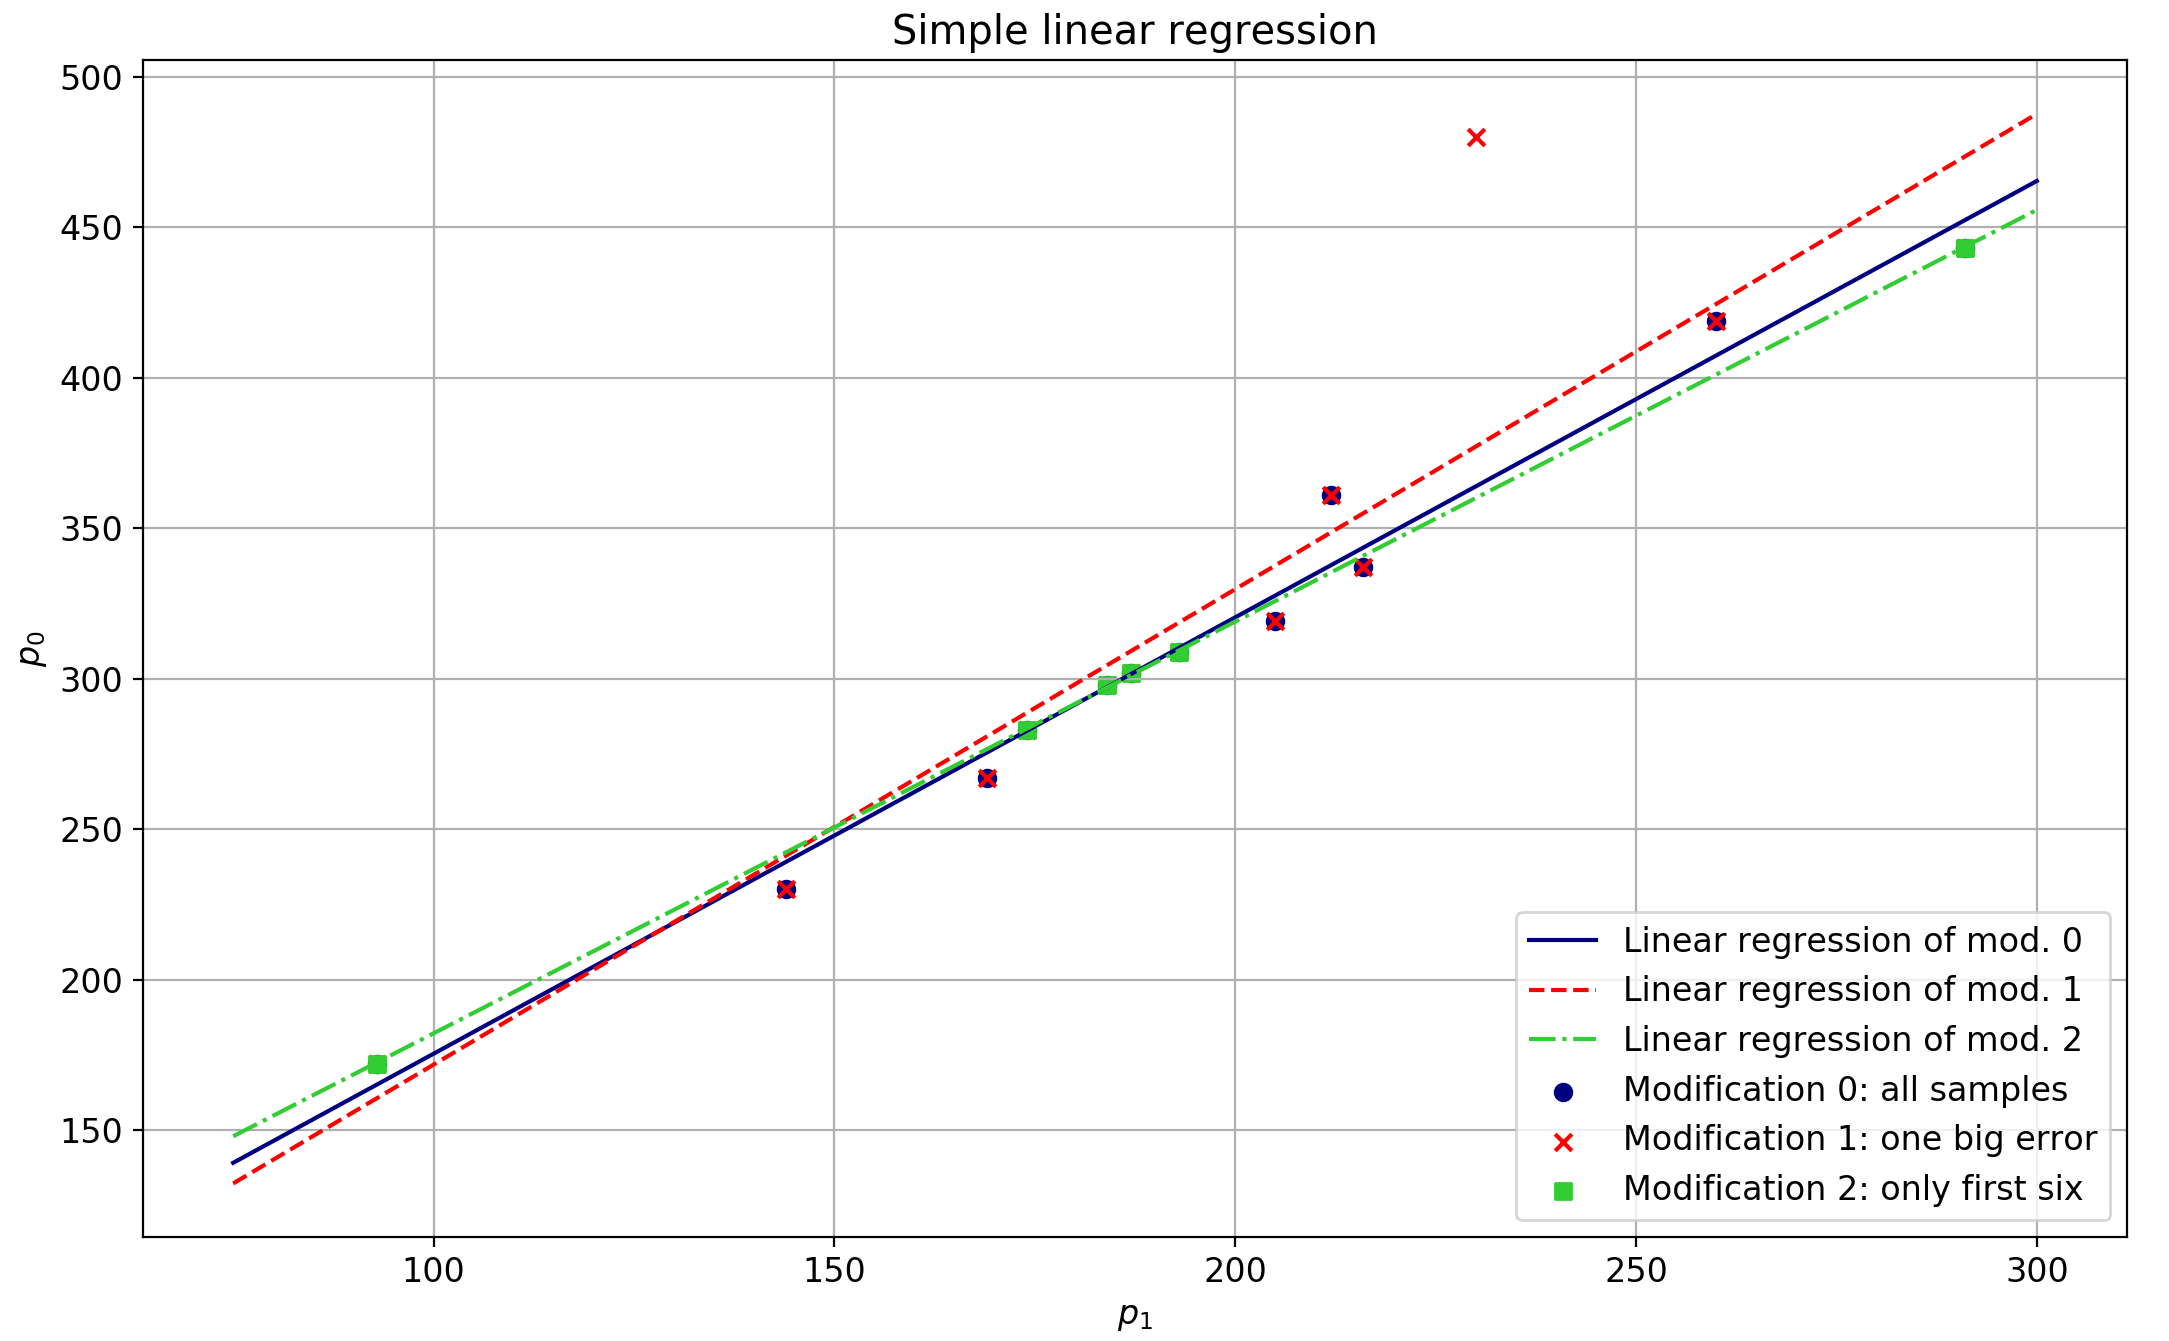 Simple linear regression
500
450
400
350
300
250
200
150
p₀
100 150 200 250 300
p₁
Linear regression of mod. 0
Linear regression of mod. 1
Linear regression of mod. 2
Modification 0: all samples
Modification 1: one big error
Modification 2: only first six